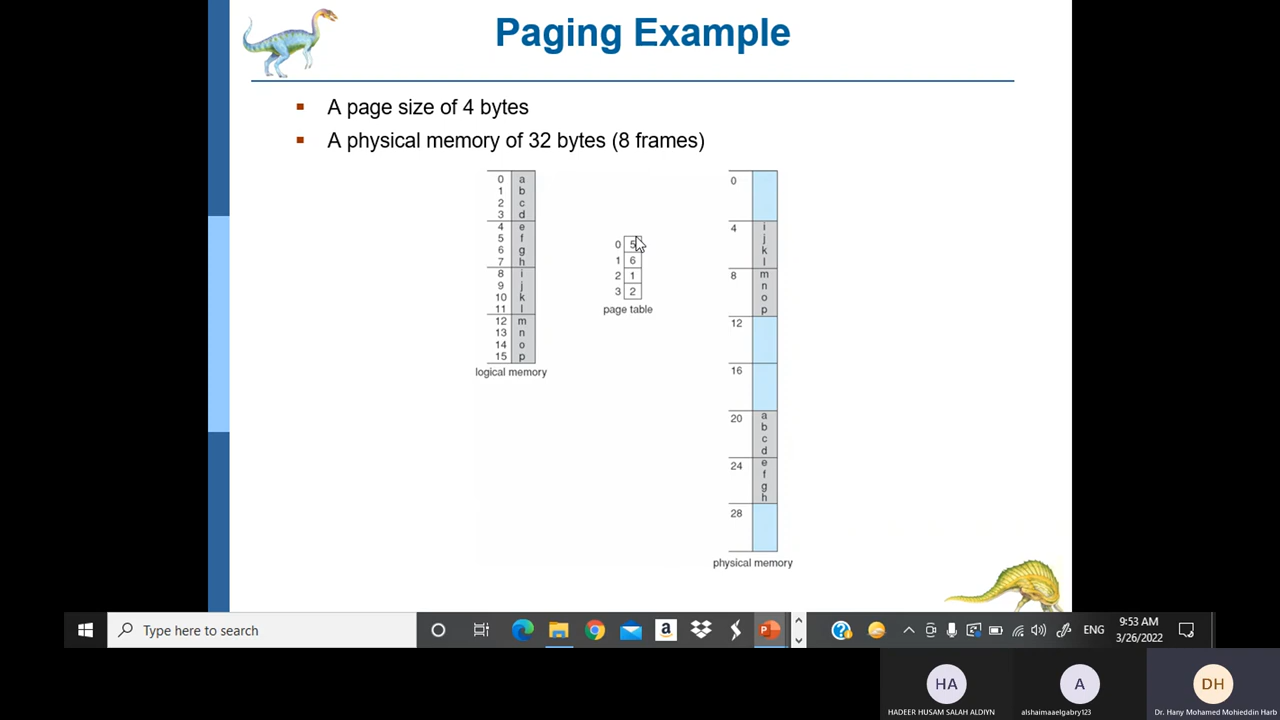 Paging Example
A page size of 4 bytes
A physical memory of 32 bytes (8 frames)
0 a
1 b
2 c
3 d
4 e
5 f
6 g
7 h
8 i
9 j
10 k
11 l
12 m
13 n
14 o
15 p
logical memory
0 5
1 6
2 1
3 2
page table
0
4 i
j
k
l
8 m
n
o
p
12
16
20 a
b
c
d
24 e
f
g
h
28
physical memory
Type here to search
ENG
9:53 AM
3/26/2022
HA
A
DH
HADEER HUSAM SALAH ALDIYN
alshaimaaelgabry123
Dr. Hany Mohamed Mohieddin Harb